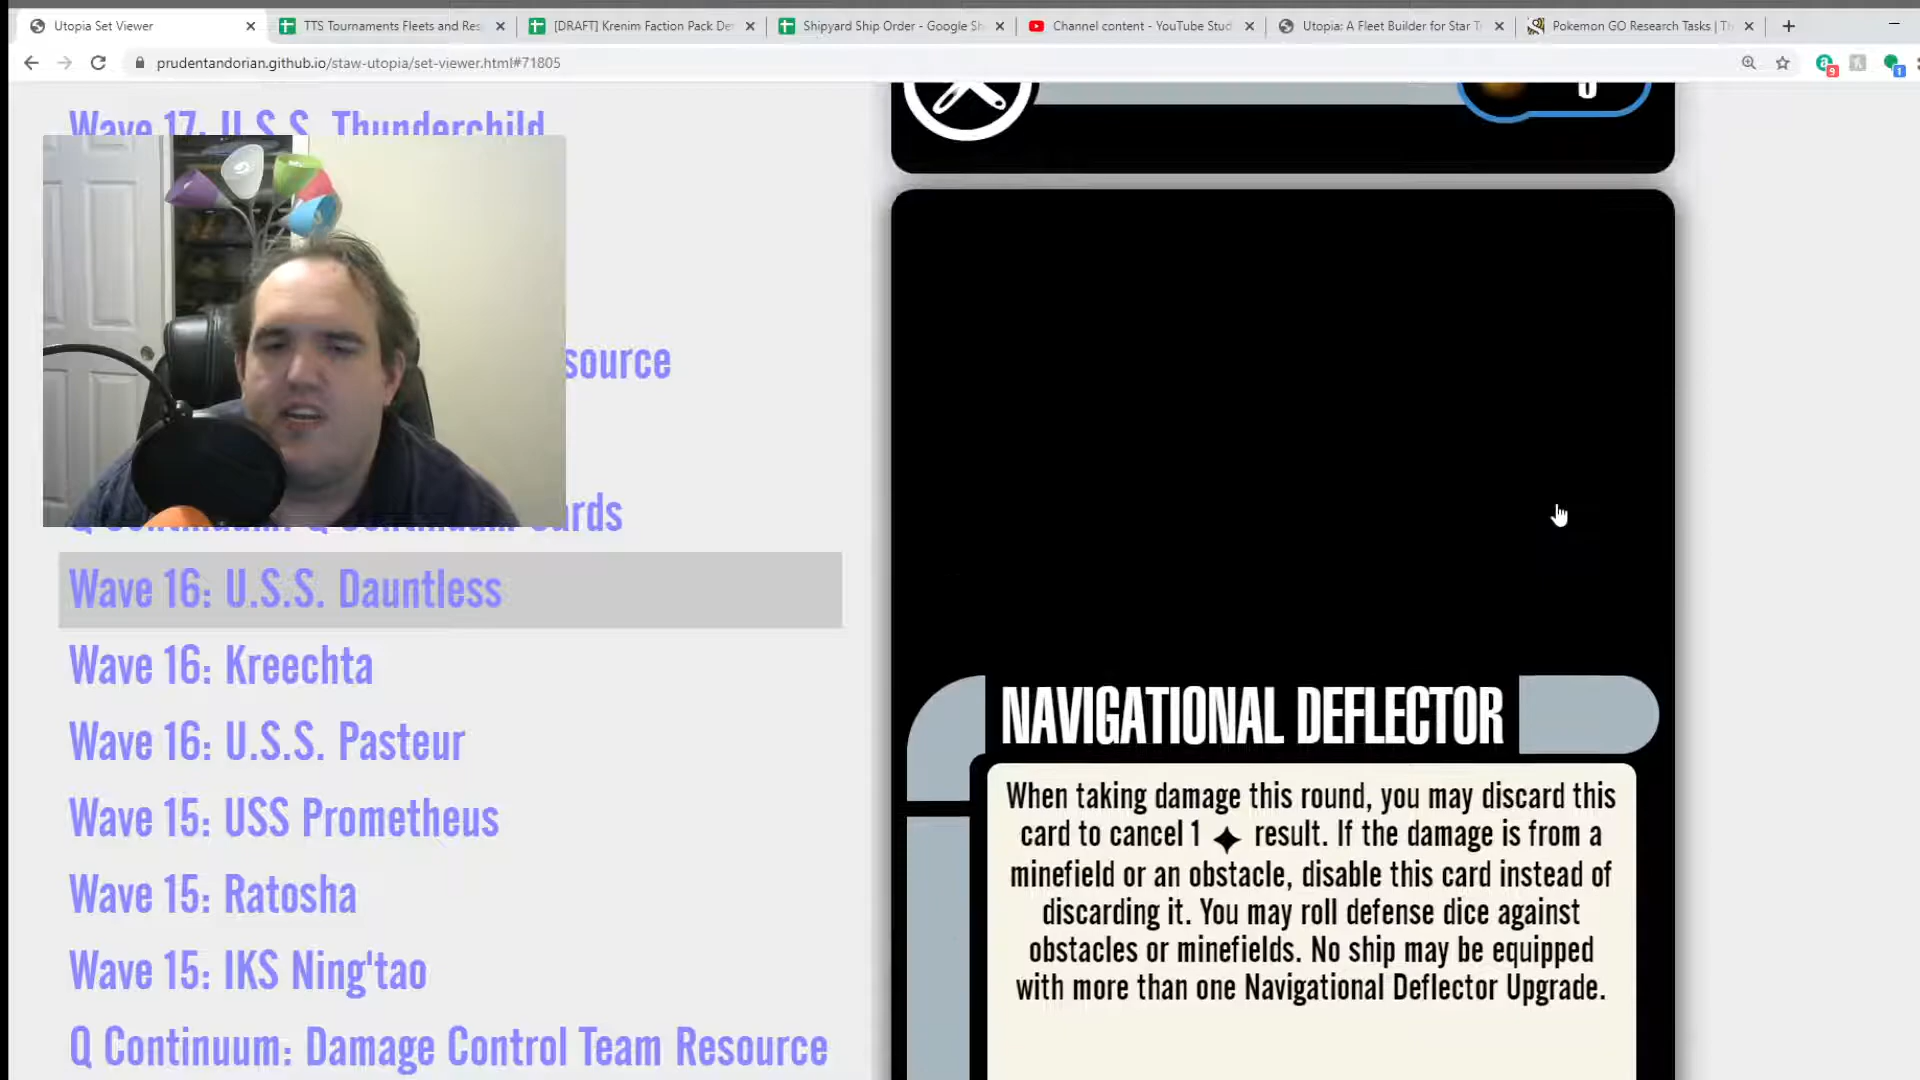 Utopia Set Viewer
TTS Tournaments Fleets and Res
[DRAFT] Krenim Faction Pack De
Shipyard Ship Order - Google Sh
Channel content - YouTube Stud
Utopia: A Fleet Builder for Star T
Pokemon GO Research Tasks | Th
prudentandorian.github.io/staw-utopia/set-viewer.html#71805
9
1
Wave 17: U.S.S. Thunderchild
source
Q Continuum: Q Continuum Cards
Wave 16: U.S.S. Dauntless
Wave 16: Kreechta
Wave 16: U.S.S. Pasteur
Wave 15: USS Prometheus
Wave 15: Ratosha
Wave 15: IKS Ning'tao
Q Continuum: Damage Control Team Resource
NAVIGATIONAL DEFLECTOR
When taking damage this round, you may discard this
card to cancel 1 result. If the damage is from a
minefield or an obstacle, disable this card instead of
discarding it. You may roll defense dice against
obstacles or minefields. No ship may be equipped
with more than one Navigational Deflector Upgrade.